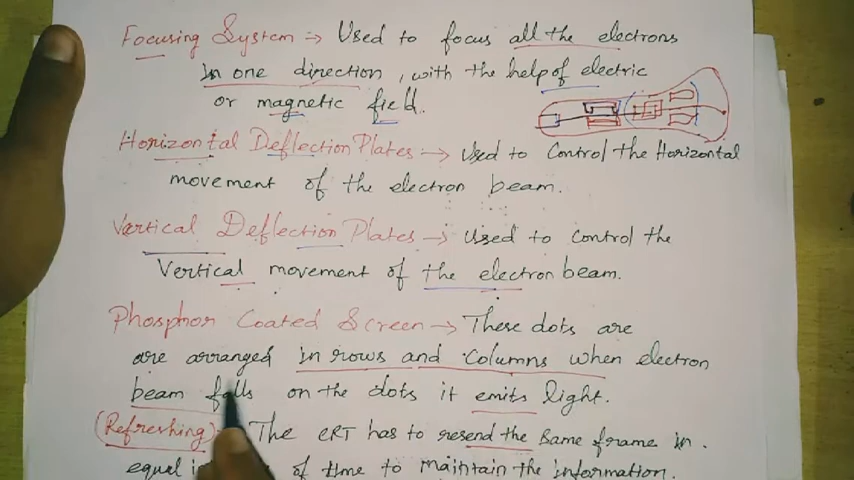 Focusing System :→ Used to focus all the electrons
in one direction, with the help of electric
or magnetic field.
Horizontal Deflection Plates → Used to Control the Horizontal
movement of the electron beam.
Vertical Deflection Plates → Used to control the
Vertical movement of the electron beam.
Phosphor Coated Screen → These dots are
are arranged in rows and columns when electron
beam falls on the dots it emits light.
(Refreshing) The CRT has to resend the same frame in
equal of time to maintain the information.